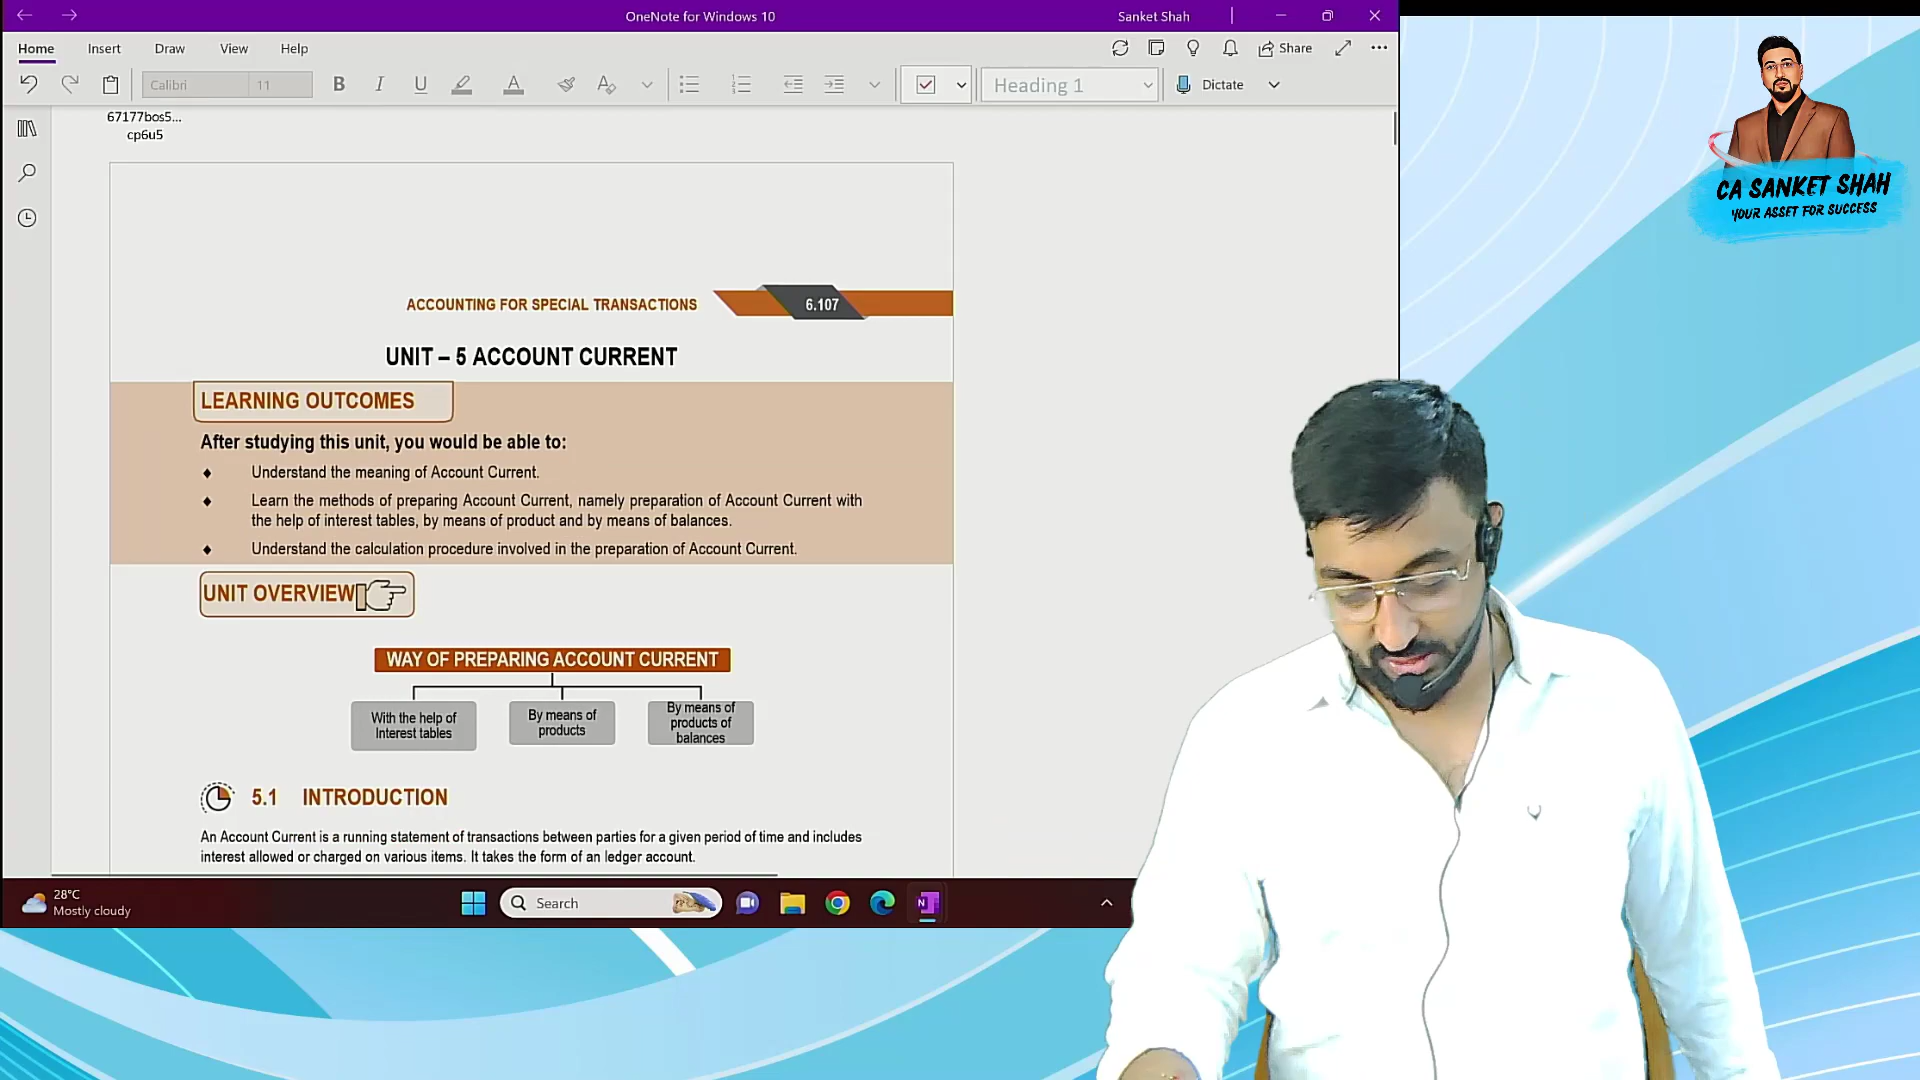 OneNote for Windows 10
Sanket Shah
Home
Insert
Draw
View
Help
Share
Calibri
11
B
I
U
A
A
Heading 1
Dictate
67177bos5...
cp6u5
ACCOUNTING FOR SPECIAL TRANSACTIONS
6.107
UNIT – 5 ACCOUNT CURRENT
LEARNING OUTCOMES
After studying this unit, you would be able to:
Understand the meaning of Account Current.
Learn the methods of preparing Account Current, namely preparation of Account Current with
the help of interest tables, by means of product and by means of balances.
Understand the calculation procedure involved in the preparation of Account Current.
UNIT OVERVIEW
WAY OF PREPARING ACCOUNT CURRENT
With the help of
Interest tables
By means of
products
By means of
products of
balances
5.1 INTRODUCTION
An Account Current is a running statement of transactions between parties for a given period of time and includes
interest allowed or charged on various items. It takes the form of an ledger account.
28°C
Mostly cloudy
Search
N
CA SANKET SHAH
YOUR ASSET FOR SUCCESS